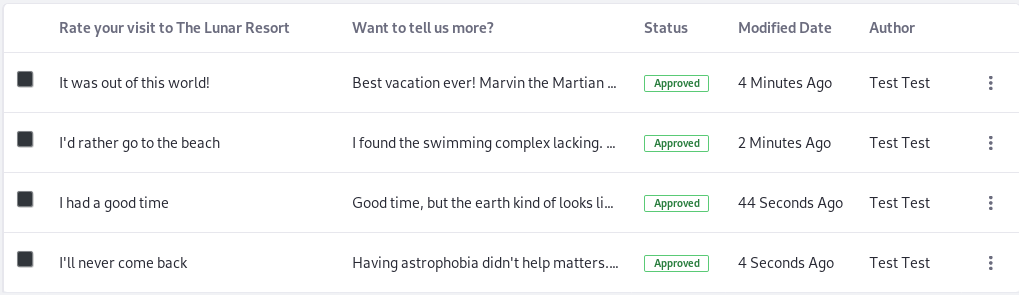 Rate your visit to The Lunar Resort Want to tell us more? Status Modified Date Author
It was out of this world! Best vacation ever! Marvin the Martian ... Approved 4 Minutes Ago Test Test
I'd rather go to the beach I found the swimming complex lacking. ... Approved 2 Minutes Ago Test Test
I had a good time Good time, but the earth kind of looks li... Approved 44 Seconds Ago Test Test
I'll never come back Having astrophobia didn't help matters.... Approved 4 Seconds Ago Test Test